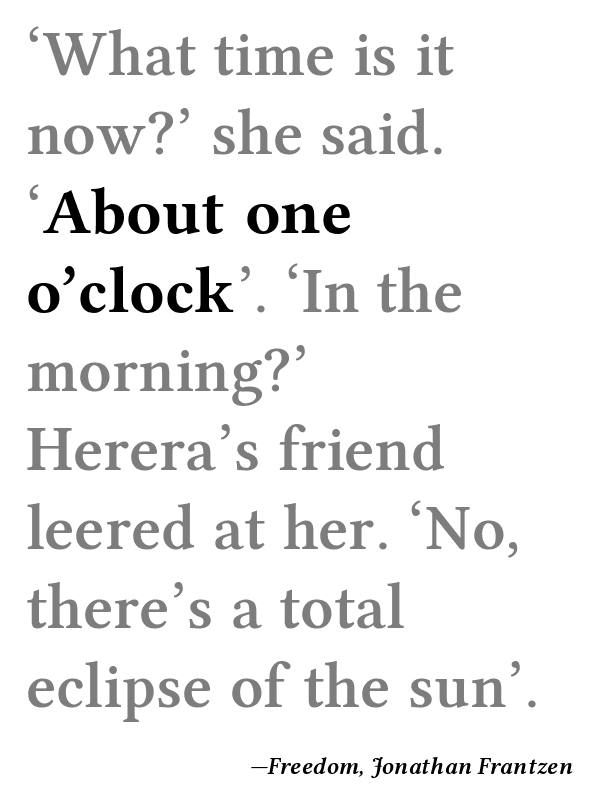 ‘What time is it
now?’ she said.
‘About one
o’clock’. ‘In the
morning?’
Herera’s friend
leered at her. ‘No,
there’s a total
eclipse of the sun’.
—Freedom, Jonathan Frantzen